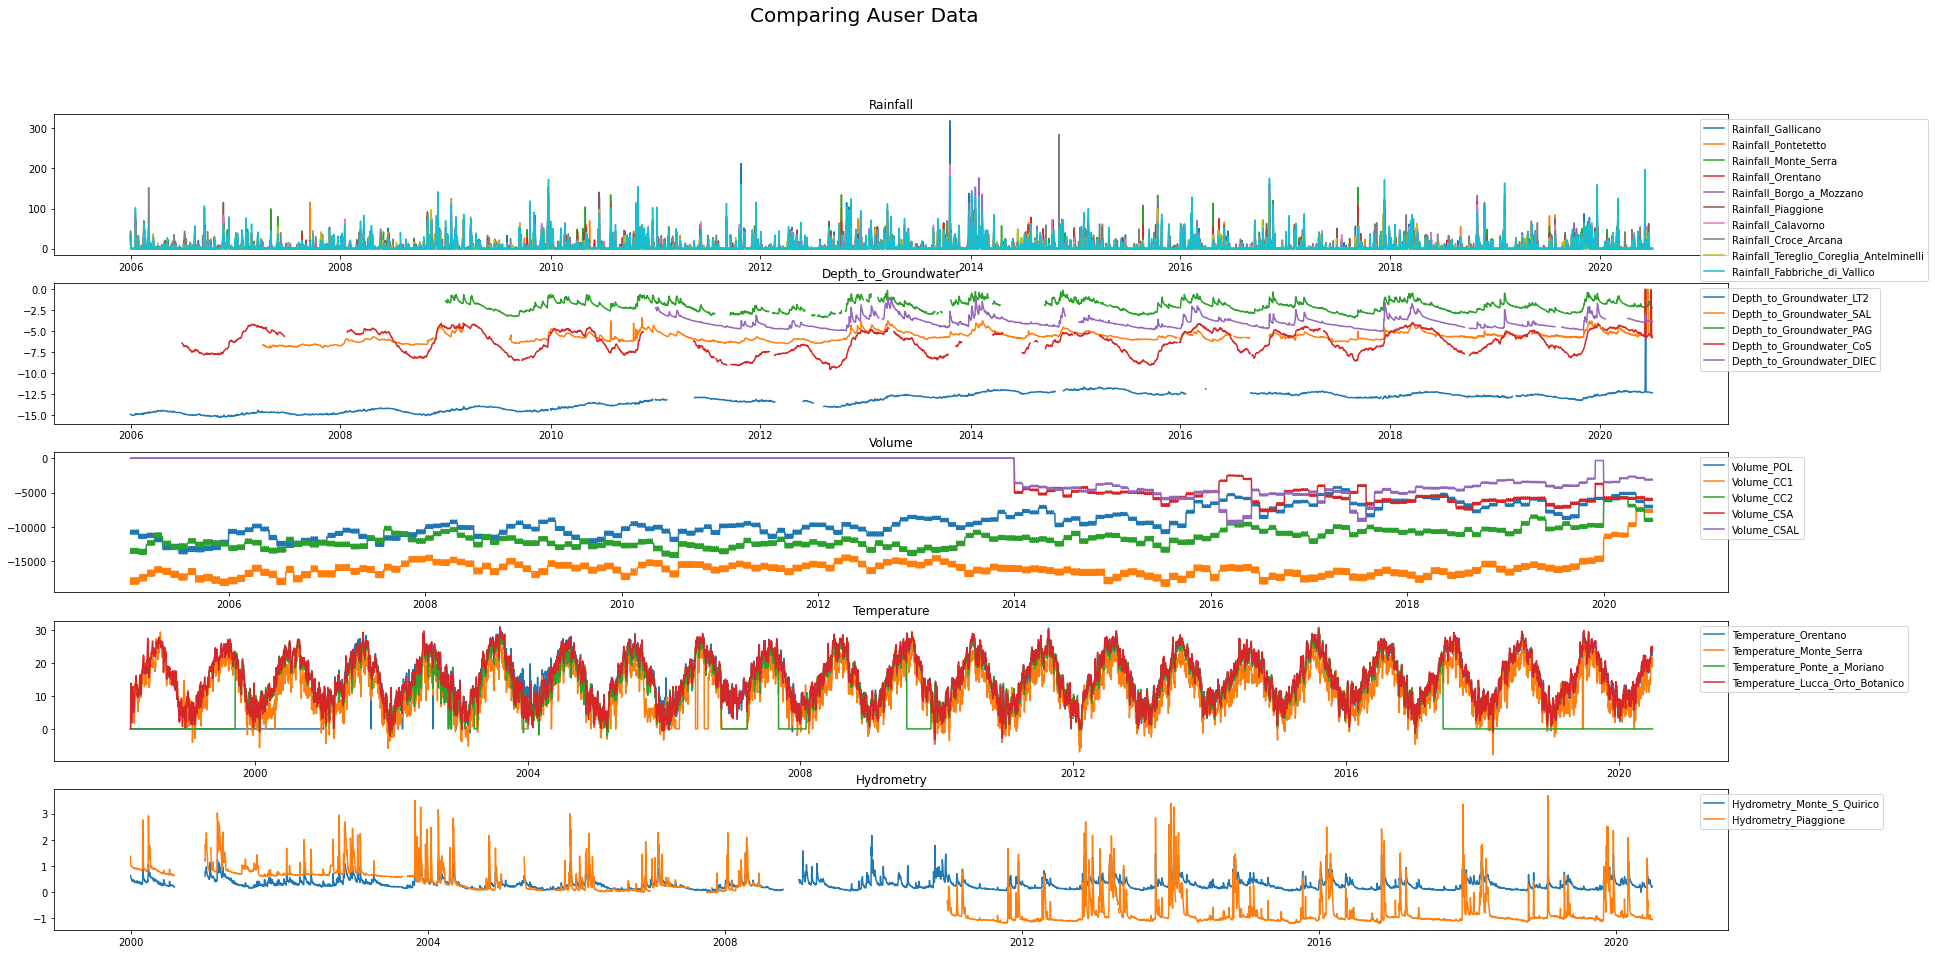 Comparing Auser Data
Rainfall
300
200
100
0
2006 2008 2010 2012 2014 2016 2018 2020
Rainfall_Gallicano
Rainfall_Pontetetto
Rainfall_Monte_Serra
Rainfall_Orentano
Rainfall_Borgo_a_Mozzano
Rainfall_Piaggione
Rainfall_Calavorno
Rainfall_Croce_Arcana
Rainfall_Tereglio_Coreglia_Antelminelli
Rainfall_Fabbriche_di_Vallico
Depth_to_Groundwater
0.0
−2.5
−5.0
−7.5
−10.0
−12.5
−15.0
2006 2008 2010 2012 2014 2016 2018 2020
Depth_to_Groundwater_LT2
Depth_to_Groundwater_SAL
Depth_to_Groundwater_PAG
Depth_to_Groundwater_CoS
Depth_to_Groundwater_DIEC
Volume
0
−5000
−10000
−15000
2006 2008 2010 2012 2014 2016 2018 2020
Volume_POL
Volume_CC1
Volume_CC2
Volume_CSA
Volume_CSAL
Temperature
30
20
10
0
2000 2004 2008 2012 2016 2020
Temperature_Orentano
Temperature_Monte_Serra
Temperature_Ponte_a_Moriano
Temperature_Lucca_Orto_Botanico
Hydrometry
3
2
1
0
−1
2000 2004 2008 2012 2016 2020
Hydrometry_Monte_S_Quirico
Hydrometry_Piaggione